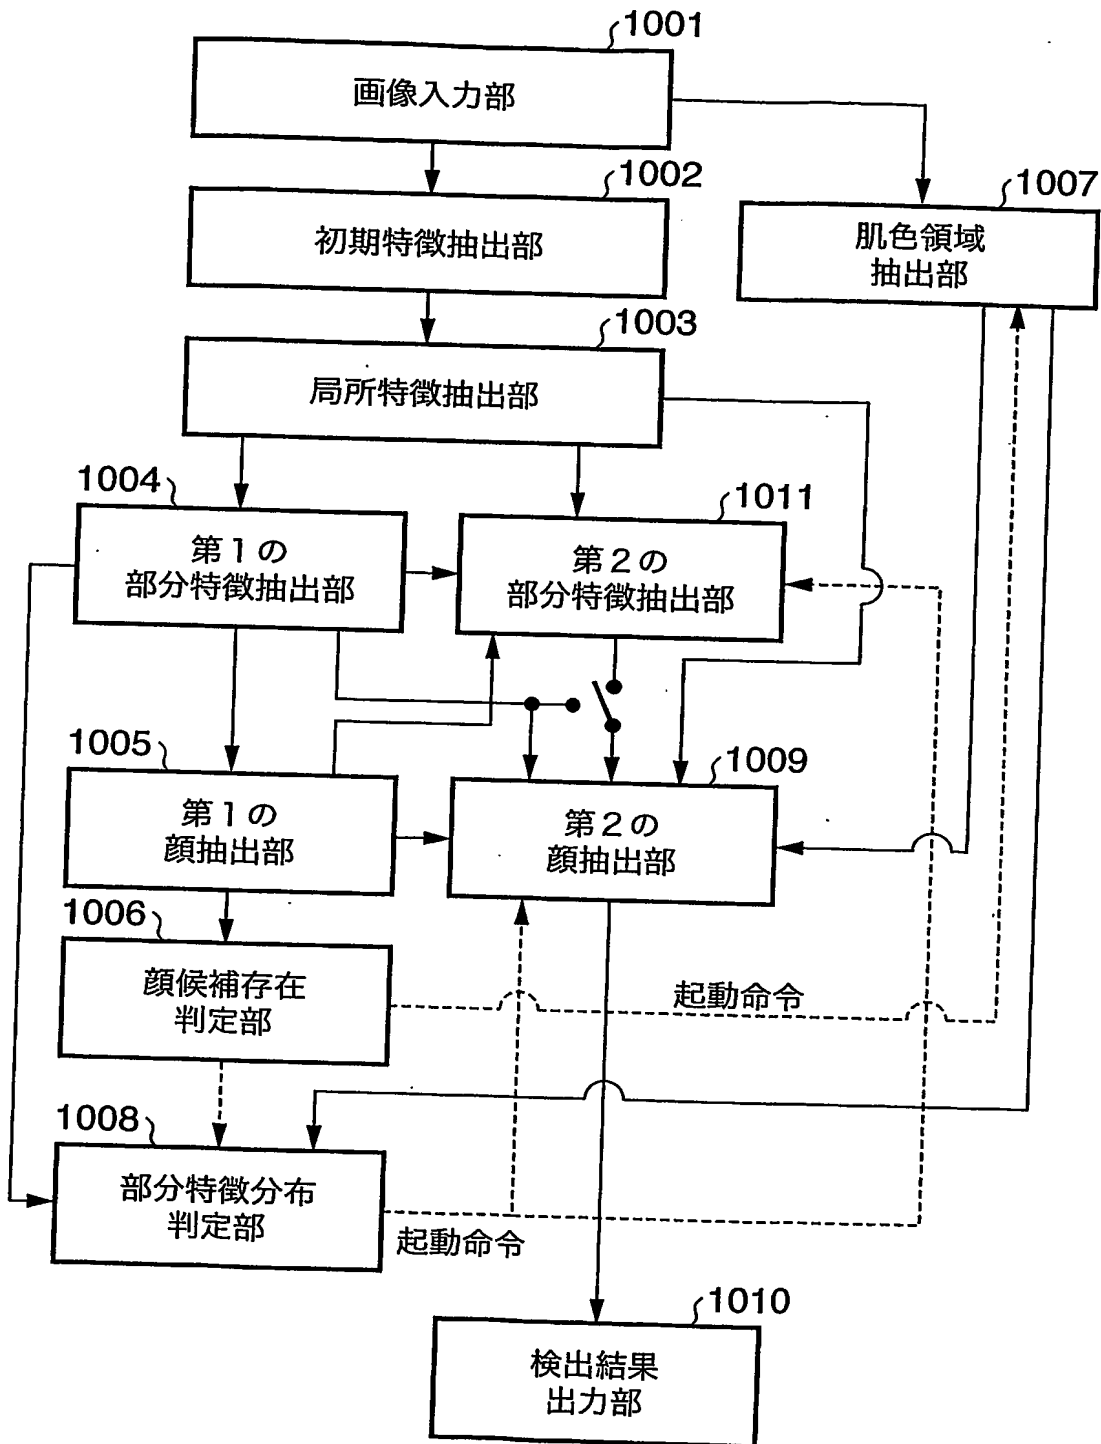 1001
画像入力部
1002
初期特徴抽出部
1007
肌色領域
抽出部
1003
局所特徴抽出部
1004
第1の
部分特徴抽出部
1011
第2の
部分特徴抽出部
1005
第1の
顔抽出部
1009
第2の
顔抽出部
1006
顔候補存在
判定部
起動命令
1008
部分特徴分布
判定部
起動命令
1010
検出結果
出力部